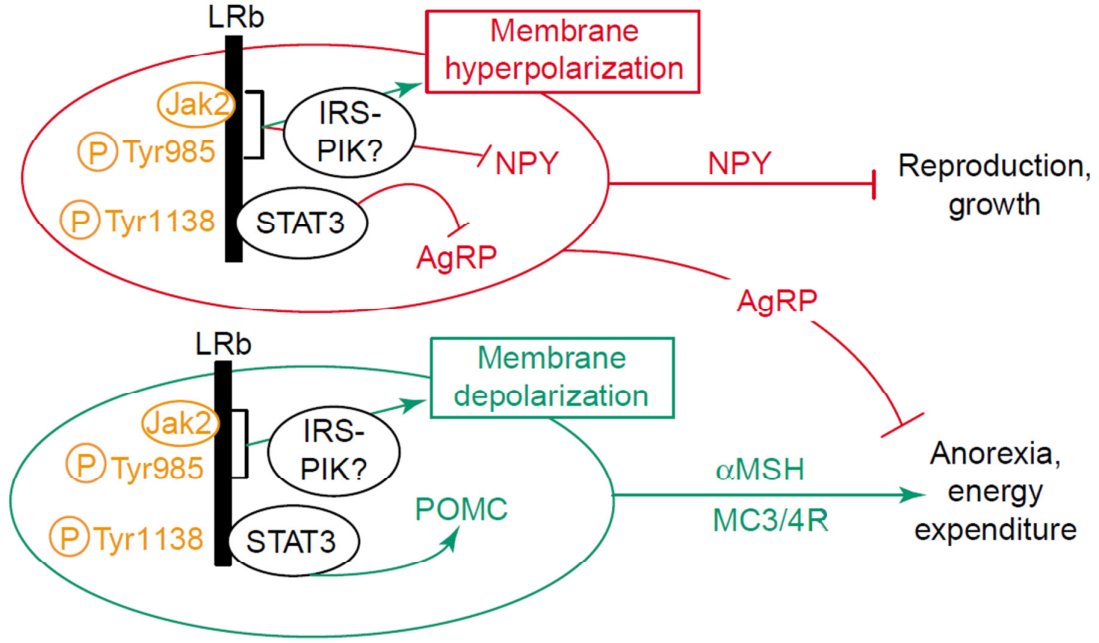 LRb
Membrane
hyperpolarization
Jak2
IRS-
PIK?
P Tyr985
NPY
NPY
Reproduction,
growth
P Tyr1138
STAT3
AgRP
AgRP
LRb
Membrane
depolarization
Jak2
IRS-
PIK?
P Tyr985
Anorexia,
energy
expenditure
αMSH
MC3/4R
POMC
P Tyr1138
STAT3